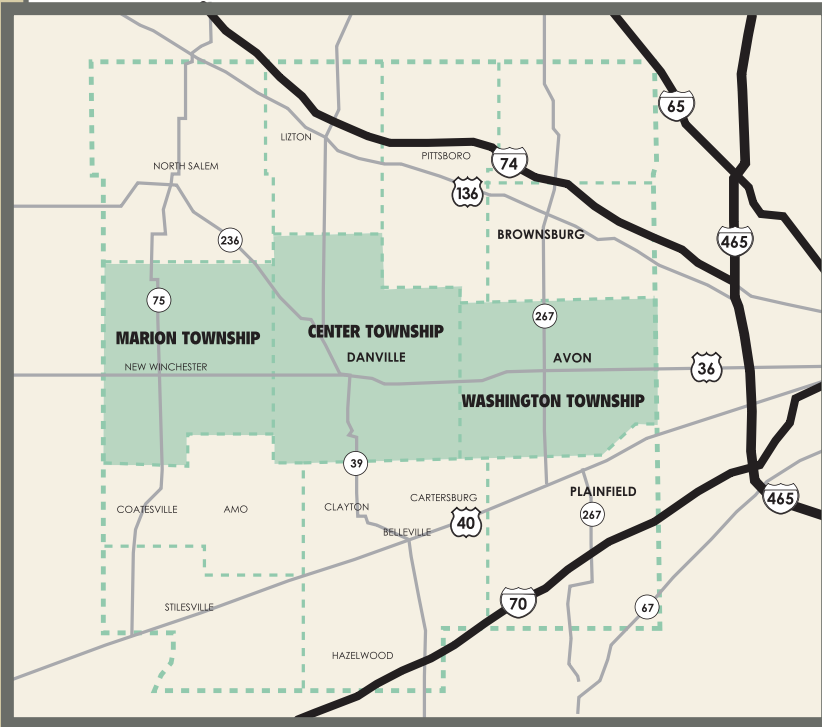 65
LIZTON
PITTSBORO
74
NORTH SALEM
136
BROWNSBURG
236
465
75
267
MARION TOWNSHIP
CENTER TOWNSHIP
DANVILLE
AVON
NEW WINCHESTER
36
WASHINGTON TOWNSHIP
39
PLAINFIELD
CARTERSBURG
465
COATESVILLE
AMO
CLAYTON
267
40
BELLEVILLE
70
STILESVILLE
67
HAZELWOOD